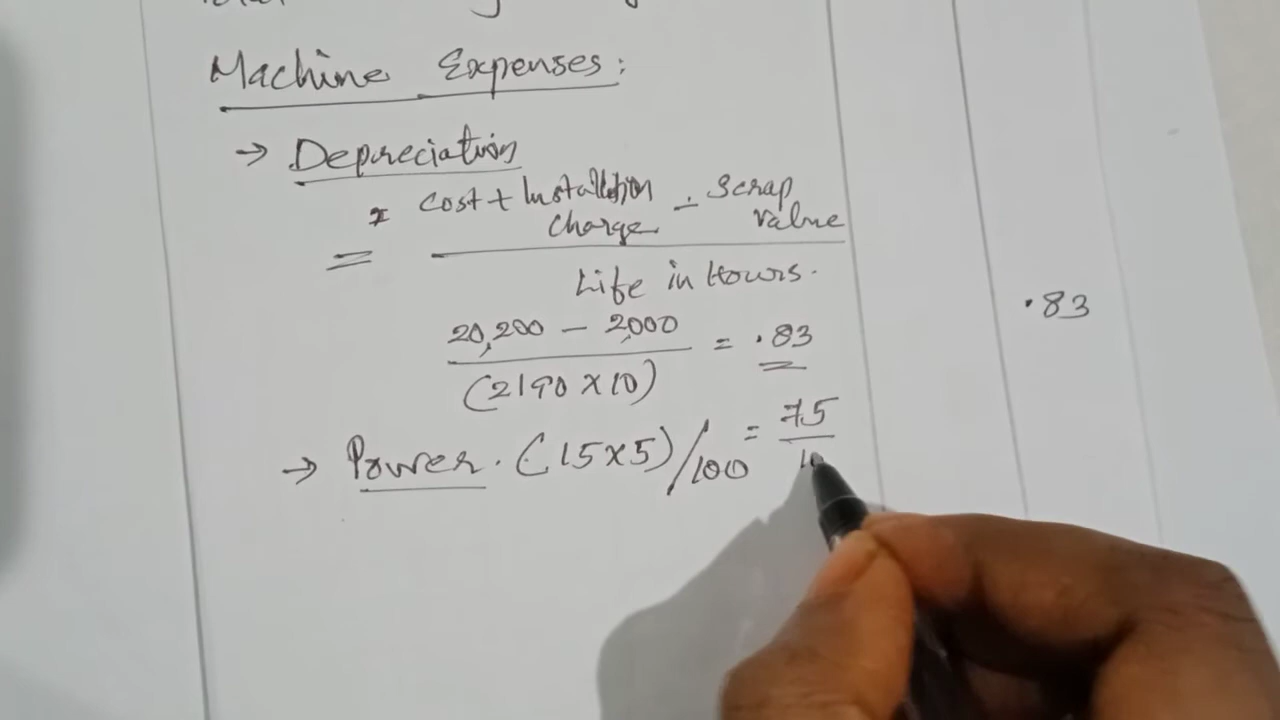 Machine Expenses:
→ Depreciation
= Cost + Installation Charge - Scrap Value
Life in Hours.
20,200 - 2,000 = .83
(2190 x 10)
.83
→ Power. (15x5)/100 = 75